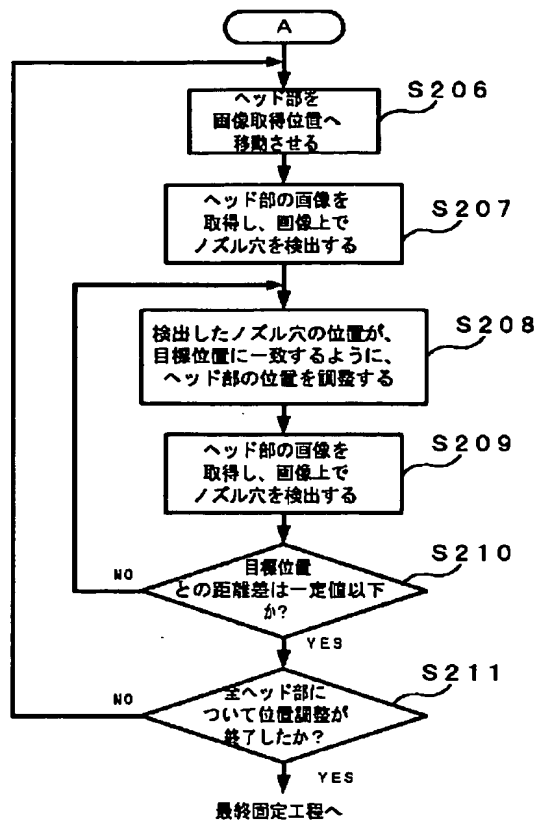 A
ヘッド部を
画像取得位置へ
移動させる
S206
ヘッド部の画像を
取得し、画像上で
ノズル穴を検出する
S207
検出したノズル穴の位置が、
目標位置に一致するように、
ヘッド部の位置を調整する
S208
ヘッド部の画像を
取得し、画像上で
ノズル穴を検出する
S209
目標位置
との距離差は一定値以下
か?
S210
NO
YES
全ヘッド部に
ついて位置調整が
終了したか?
S211
NO
YES
最終固定工程へ